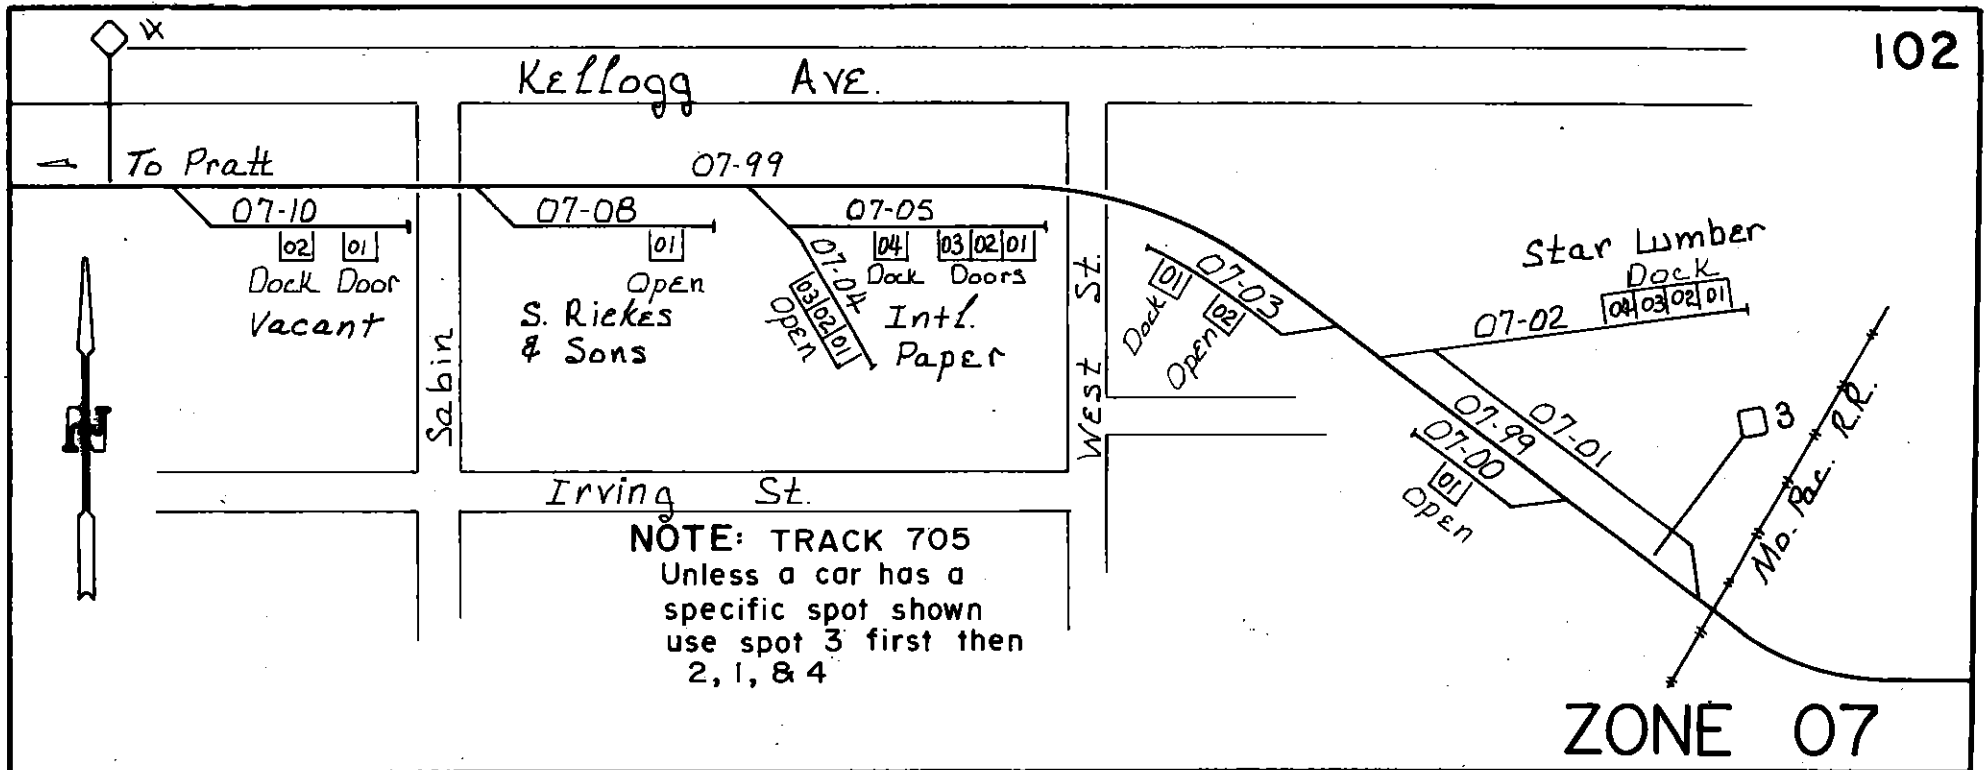 102
Kellogg AVE.
To Pratt
07-99
07-10
02 01
Dock Door
Vacant
07-08
01
Open
S. Riekes
& Sons
07-05
04 03 02 01
Dock Doors
07-04
03 02 01
Open
Intl.
Paper
Sabin
West St.
07-03
01
Dock
02
Open
Star Lumber
Dock
04 03 02 01
07-02
07-99
07-01
07-00
01
Open
3
Mo. Pac. R.R.
N
Irving St.
NOTE: TRACK 705
Unless a car has a
specific spot shown
use spot 3 first then
2, 1, & 4
ZONE 07